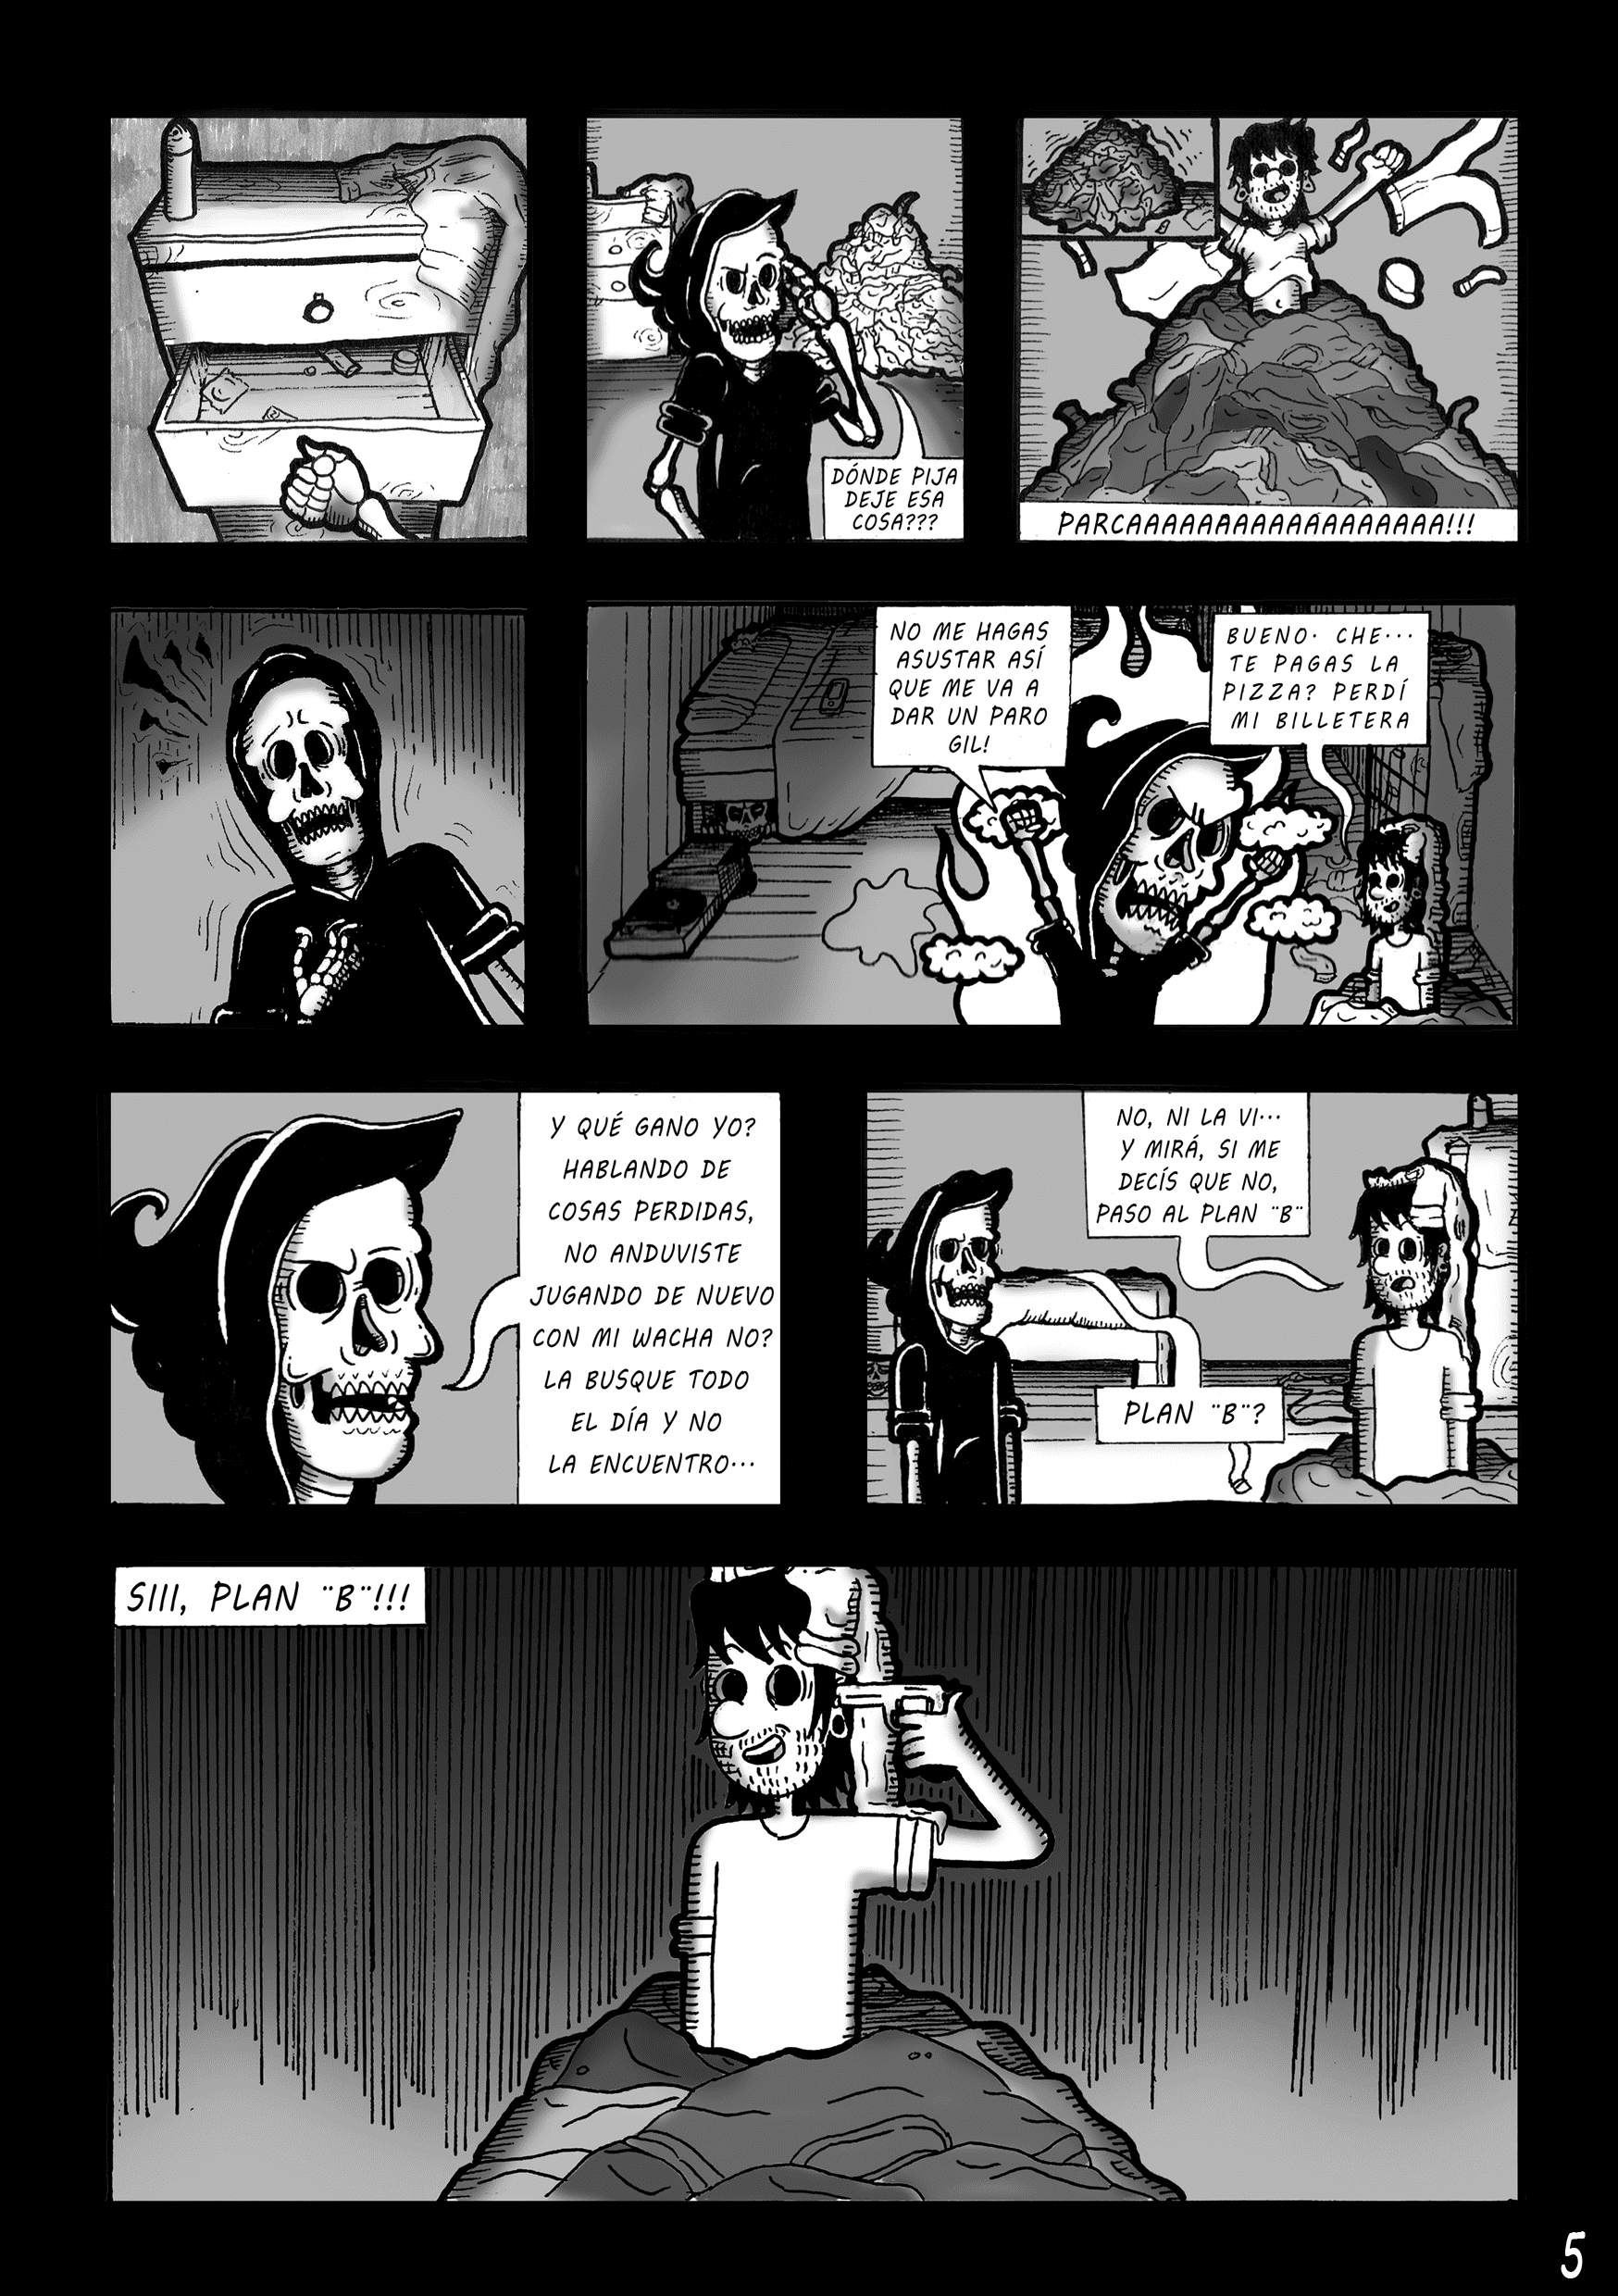 DÓNDE PIJA
DEJE ESA
COSA???
PARCAAAAAAAAAAAAAAAAAAA!!!
NO ME HAGAS
ASUSTAR ASÍ
QUE ME VA A
DAR UN PARO
GIL!
BUENO. CHE...
TE PAGAS LA
PIZZA? PERDÍ
MI BILLETERA
Y QUÉ GANO YO?
HABLANDO DE
COSAS PERDIDAS,
NO ANDUVISTE
JUGANDO DE NUEVO
CON MI WACHA NO?
LA BUSQUE TODO
EL DÍA Y NO
LA ENCUENTRO...
NO, NI LA VI...
Y MIRÁ, SI ME
DECÍS QUE NO,
PASO AL PLAN ¨B¨
PLAN ¨B¨?
SIII, PLAN ¨B¨!!!
5